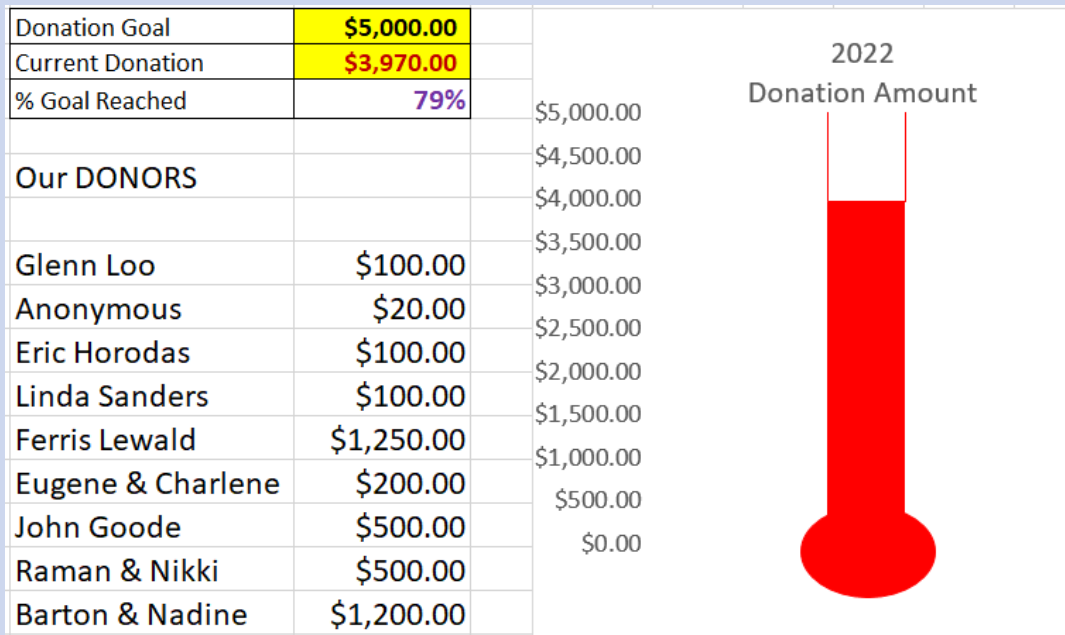 Donation Goal $5,000.00
Current Donation $3,970.00
% Goal Reached 79%
Our DONORS
Glenn Loo $100.00
Anonymous $20.00
Eric Horodas $100.00
Linda Sanders $100.00
Ferris Lewald $1,250.00
Eugene & Charlene $200.00
John Goode $500.00
Raman & Nikki $500.00
Barton & Nadine $1,200.00
2022
Donation Amount
$5,000.00
$4,500.00
$4,000.00
$3,500.00
$3,000.00
$2,500.00
$2,000.00
$1,500.00
$1,000.00
$500.00
$0.00